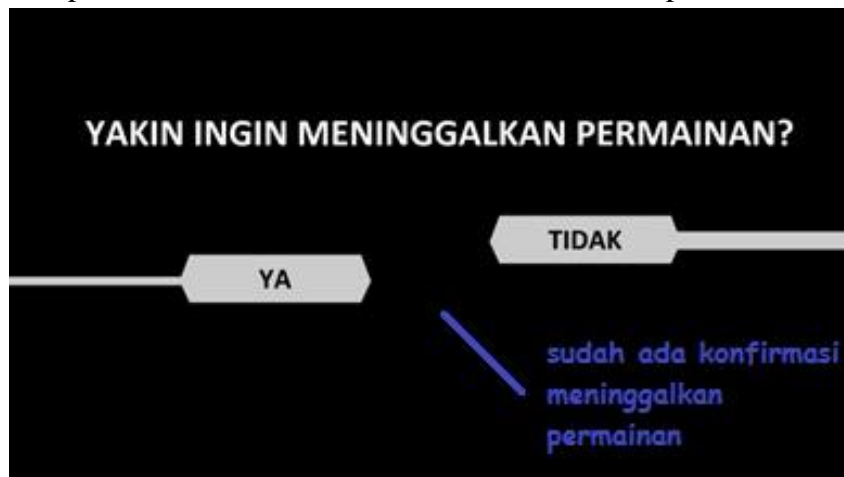 YAKIN INGIN MENINGGALKAN PERMAINAN?
TIDAK
YA
sudah ada konfirmasi
meninggalkan
permainan